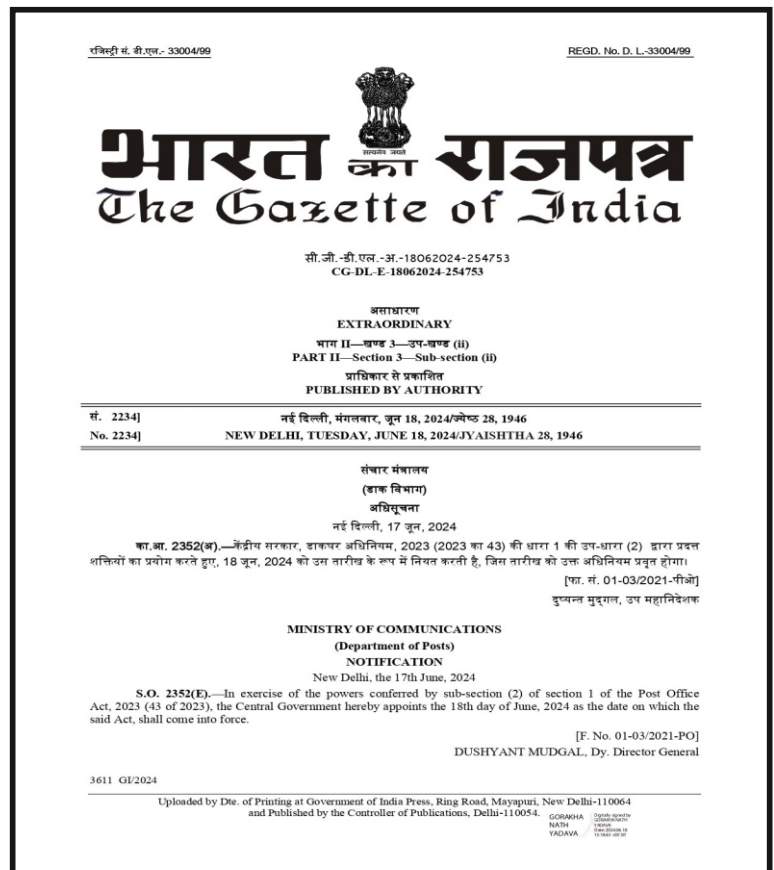 रजिस्ट्री सं. डी.एल.- 33004/99
REGD. No. D. L.-33004/99
सत्यमेव जयते
भारत का राजपत्र
The Gazette of India
सी.जी.-डी.एल.-अ.-18062024-254753
CG-DL-E-18062024-254753
असाधारण
EXTRAORDINARY
भाग II—खण्ड 3—उप-खण्ड (ii)
PART II—Section 3—Sub-section (ii)
प्राधिकार से प्रकाशित
PUBLISHED BY AUTHORITY
सं. 2234] नई दिल्ली, मंगलवार, जून 18, 2024/ज्येष्ठ 28, 1946
No. 2234] NEW DELHI, TUESDAY, JUNE 18, 2024/JYAISHTHA 28, 1946
संचार मंत्रालय
(डाक विभाग)
अधिसूचना
नई दिल्ली, 17 जून, 2024
का.आ. 2352(अ).—केंद्रीय सरकार, डाकघर अधिनियम, 2023 (2023 का 43) की धारा 1 की उप-धारा (2) द्वारा प्रदत्त
शक्तियों का प्रयोग करते हुए, 18 जून, 2024 को उस तारीख के रूप में नियत करती है, जिस तारीख को उक्त अधिनियम प्रवृत होगा।
[फा. सं. 01-03/2021-पीओ]
दुष्यन्त मुद्गल, उप महानिदेशक
MINISTRY OF COMMUNICATIONS
(Department of Posts)
NOTIFICATION
New Delhi, the 17th June, 2024
S.O. 2352(E).—In exercise of the powers conferred by sub-section (2) of section 1 of the Post Office
Act, 2023 (43 of 2023), the Central Government hereby appoints the 18th day of June, 2024 as the date on which the
said Act, shall come into force.
[F. No. 01-03/2021-PO]
DUSHYANT MUDGAL, Dy. Director General
3611 GI/2024
Uploaded by Dte. of Printing at Government of India Press, Ring Road, Mayapuri, New Delhi-110064
and Published by the Controller of Publications, Delhi-110054.
GORAKHA
NATH
YADAVA
Digitally signed by
GORAKHA NATH
YADAVA